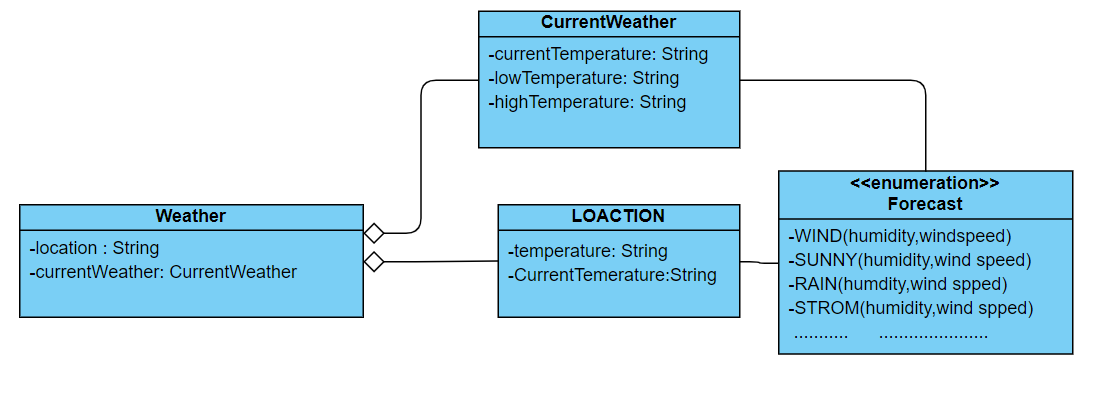 CurrentWeather
-currentTemperature: String
-lowTemperature: String
-highTemperature: String
Weather
-location : String
-currentWeather: CurrentWeather
LOACTION
-temperature: String
-CurrentTemerature:String
<<enumeration>>
Forecast
-WIND(humidity,windspeed)
-SUNNY(humidity,wind speed)
-RAIN(humdity,wind spped)
-STROM(humidity,wind spped)
........... ......................